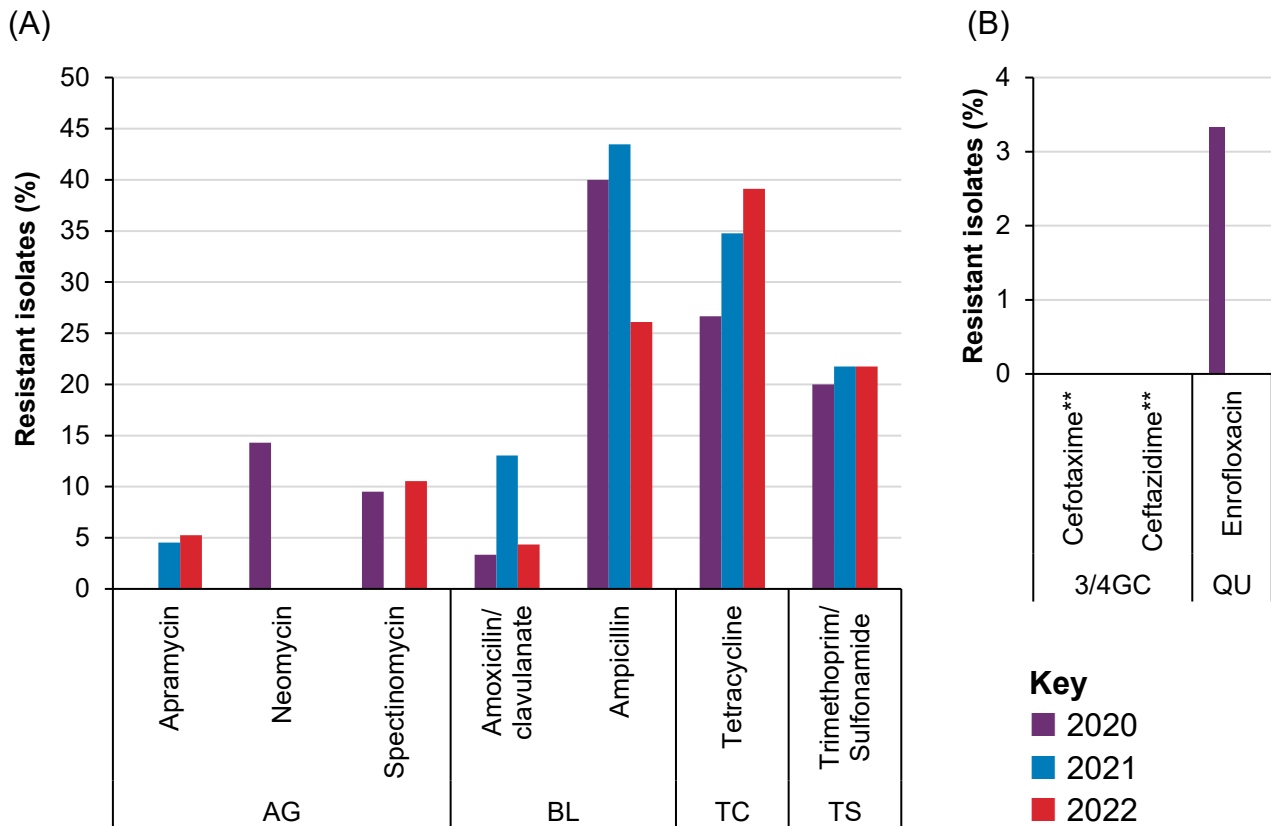 (A)
Resistant isolates (%)
50
45
40
35
30
25
20
15
10
5
0
Apramycin
Neomycin
Spectinomycin
Amoxicilin/
clavulanate
Ampicillin
Tetracycline
Trimethoprim/
Sulfonamide
AG
BL
TC
TS
(B)
Resistant isolates (%)
4
3
2
1
0
Cefotaxime**
Ceftazidime**
Enrofloxacin
3/4GC
QU
Key
2020
2021
2022